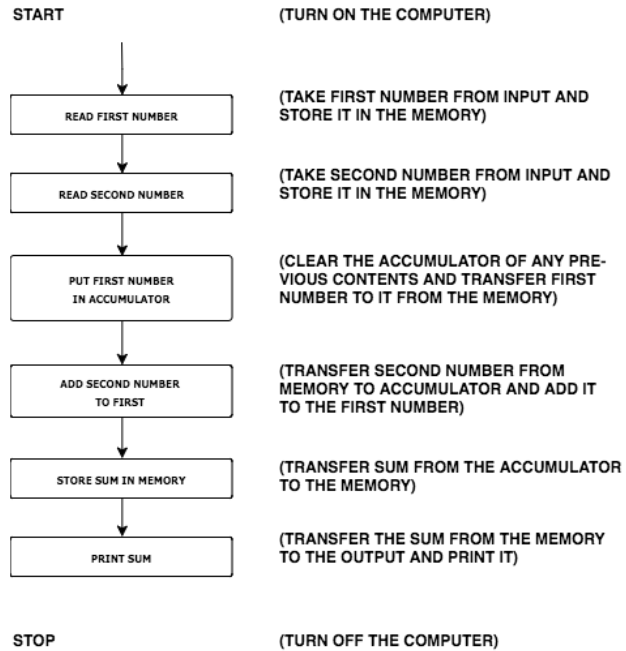 START
(TURN ON THE COMPUTER)
READ FIRST NUMBER
(TAKE FIRST NUMBER FROM INPUT AND
STORE IT IN THE MEMORY)
READ SECOND NUMBER
(TAKE SECOND NUMBER FROM INPUT AND
STORE IT IN THE MEMORY)
PUT FIRST NUMBER
IN ACCUMULATOR
(CLEAR THE ACCUMULATOR OF ANY PRE-
VIOUS CONTENTS AND TRANSFER FIRST
NUMBER TO IT FROM THE MEMORY)
ADD SECOND NUMBER
TO FIRST
(TRANSFER SECOND NUMBER FROM
MEMORY TO ACCUMULATOR AND ADD IT
TO THE FIRST NUMBER)
STORE SUM IN MEMORY
(TRANSFER SUM FROM THE ACCUMULATOR
TO THE MEMORY)
PRINT SUM
(TRANSFER THE SUM FROM THE MEMORY
TO THE OUTPUT AND PRINT IT)
STOP
(TURN OFF THE COMPUTER)